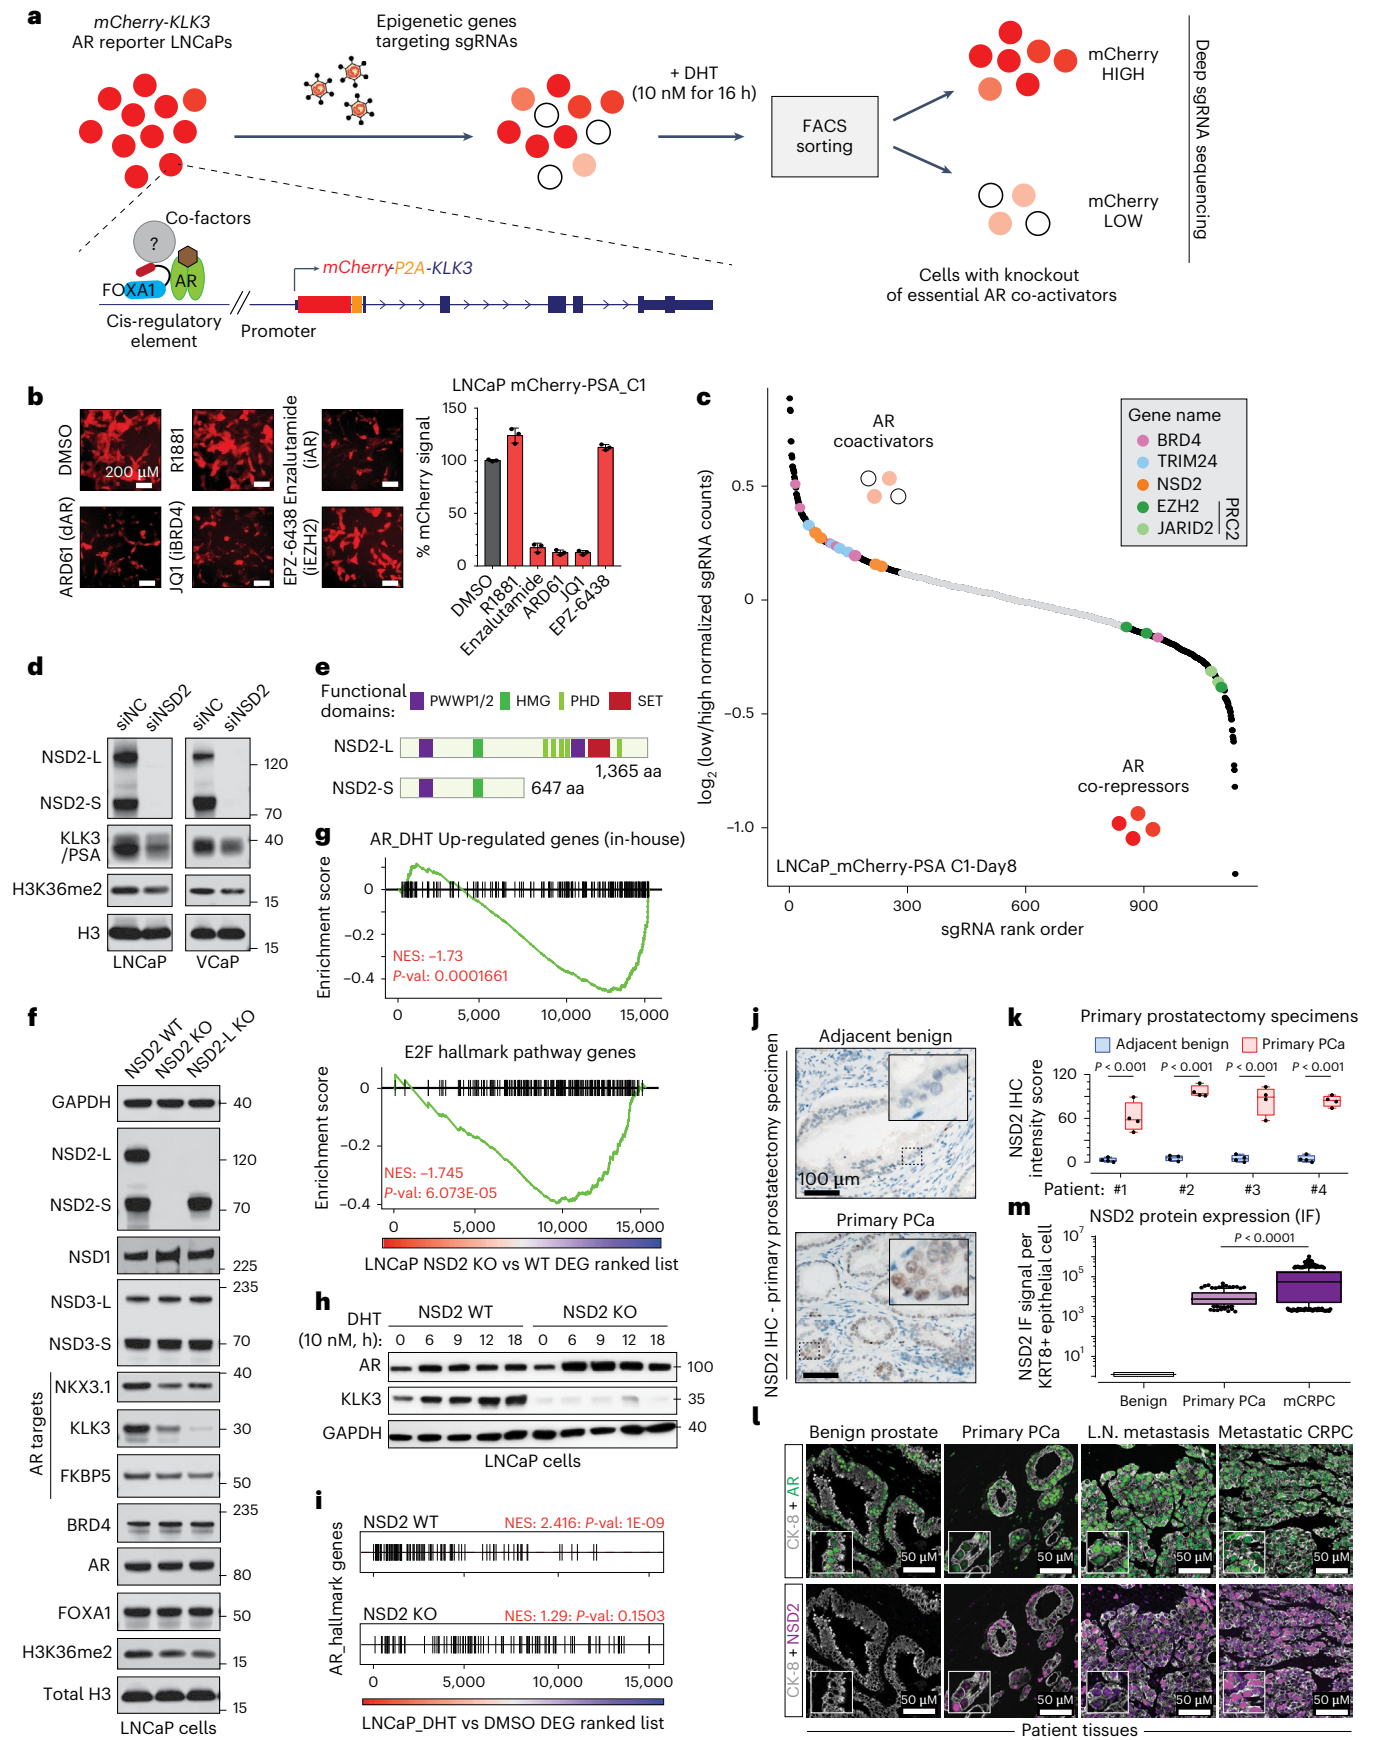 a
mCherry-KLK3
AR reporter LNCaPs
Epigenetic genes
targeting sgRNAs
+ DHT
(10 nM for 16 h)
FACS
sorting
mCherry
HIGH
mCherry
LOW
Deep sgRNA sequencing
Cells with knockout
of essential AR co-activators
Co-factors
?
FOXA1
AR
Cis-regulatory
element
Promoter
mCherry-P2A-KLK3
b
DMSO
200 µM
R1881
Enzalutamide
(iAR)
ARD61 (dAR)
JQ1 (iBRD4)
EPZ-6438
(iEZH2)
LNCaP mCherry-PSA_C1
% mCherry signal
150
100
50
0
DMSO
R1881
Enzalutamide
ARD61
JQ1
EPZ-6438
c
log2 (low/high normalized sgRNA counts)
0.5
0
−0.5
−1.0
AR
coactivators
Gene name
BRD4
TRIM24
NSD2
EZH2
JARID2
PRC2
AR
co-repressors
LNCaP_mCherry-PSA C1-Day8
0
300
600
900
sgRNA rank order
d
siNC
siNSD2
siNC
siNSD2
NSD2-L
NSD2-S
KLK3
/PSA
H3K36me2
H3
120
70
40
15
15
LNCaP
VCaP
e
Functional
domains:
PWWP1/2
HMG
PHD
SET
NSD2-L
1,365 aa
NSD2-S
647 aa
f
NSD2 WT
NSD2 KO
NSD2-L KO
GAPDH
40
NSD2-L
120
NSD2-S
70
NSD1
225
235
NSD3-L
NSD3-S
70
40
AR targets
NKX3.1
KLK3
30
FKBP5
50
235
BRD4
AR
80
FOXA1
50
H3K36me2
15
Total H3
15
LNCaP cells
g
AR_DHT Up-regulated genes (in-house)
Enrichment score
0
−0.2
−0.4
NES: −1.73
P-val: 0.0001661
0
5,000
10,000
15,000
E2F hallmark pathway genes
Enrichment score
0
−0.2
−0.4
NES: −1.745
P-val: 6.073E-05
0
5,000
10,000
15,000
LNCaP NSD2 KO vs WT DEG ranked list
h
DHT
(10 nM, h):
NSD2 WT
NSD2 KO
0 6 9 12 18 0 6 9 12 18
AR
100
KLK3
35
GAPDH
40
LNCaP cells
i
AR_hallmark genes
NSD2 WT
NES: 2.416: P-val: 1E-09
NSD2 KO
NES: 1.29: P-val: 0.1503
0
5,000
10,000
15,000
LNCaP_DHT vs DMSO DEG ranked list
j
NSD2 IHC - primary prostatectomy specimen
Adjacent benign
100 µm
Primary PCa
k
Primary prostatectomy specimens
Adjacent benign
Primary PCa
P < 0.001
P < 0.001
P < 0.001
P < 0.001
NSD2 IHC
intensity score
120
60
0
Patient: #1 #2 #3 #4
m
NSD2 protein expression (IF)
P < 0.0001
NSD2 IF signal per
KRT8+ epithelial cell
10^7
10^5
10^3
10^1
Benign
Primary PCa
mCRPC
l
Benign prostate
Primary PCa
L.N. metastasis
Metastatic CRPC
CK-8 + AR
50 µM
50 µM
50 µM
50 µM
CK-8 + NSD2
50 µM
50 µM
50 µM
50 µM
Patient tissues